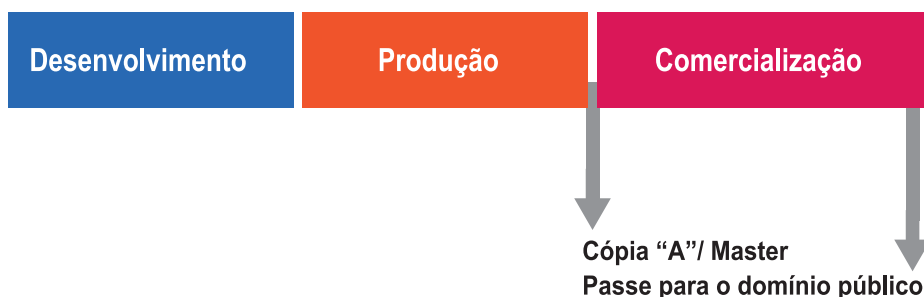 Desenvolvimento
Produção
Comercialização
Cópia “A”/ Master
Passe para o domínio público